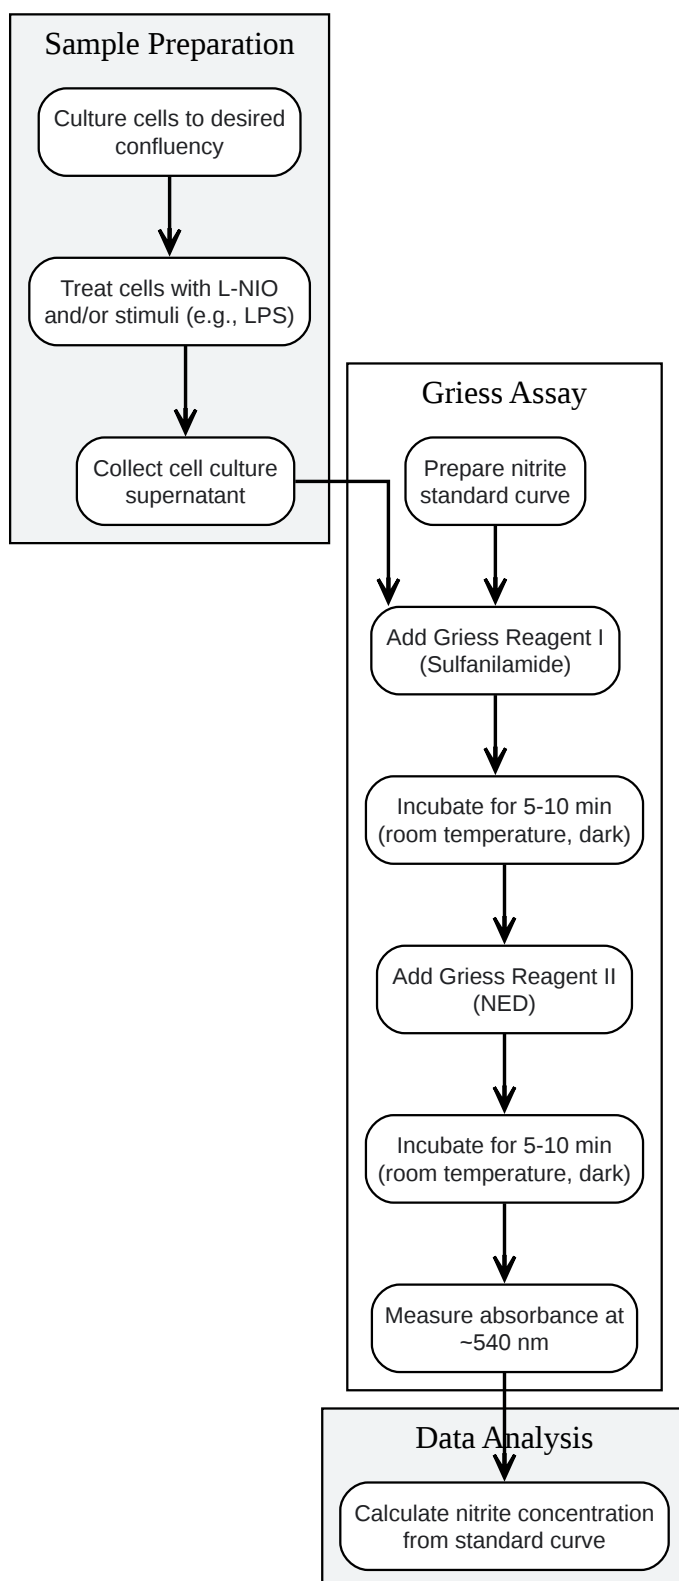 Sample Preparation
Culture cells to desired
confluency
Treat cells with L-NIO
and/or stimuli (e.g., LPS)
Collect cell culture
supernatant
Griess Assay
Prepare nitrite
standard curve
Add Griess Reagent I
(Sulfanilamide)
Incubate for 5-10 min
(room temperature, dark)
Add Griess Reagent II
(NED)
Incubate for 5-10 min
(room temperature, dark)
Measure absorbance at
~540 nm
Data Analysis
Calculate nitrite concentration
from standard curve